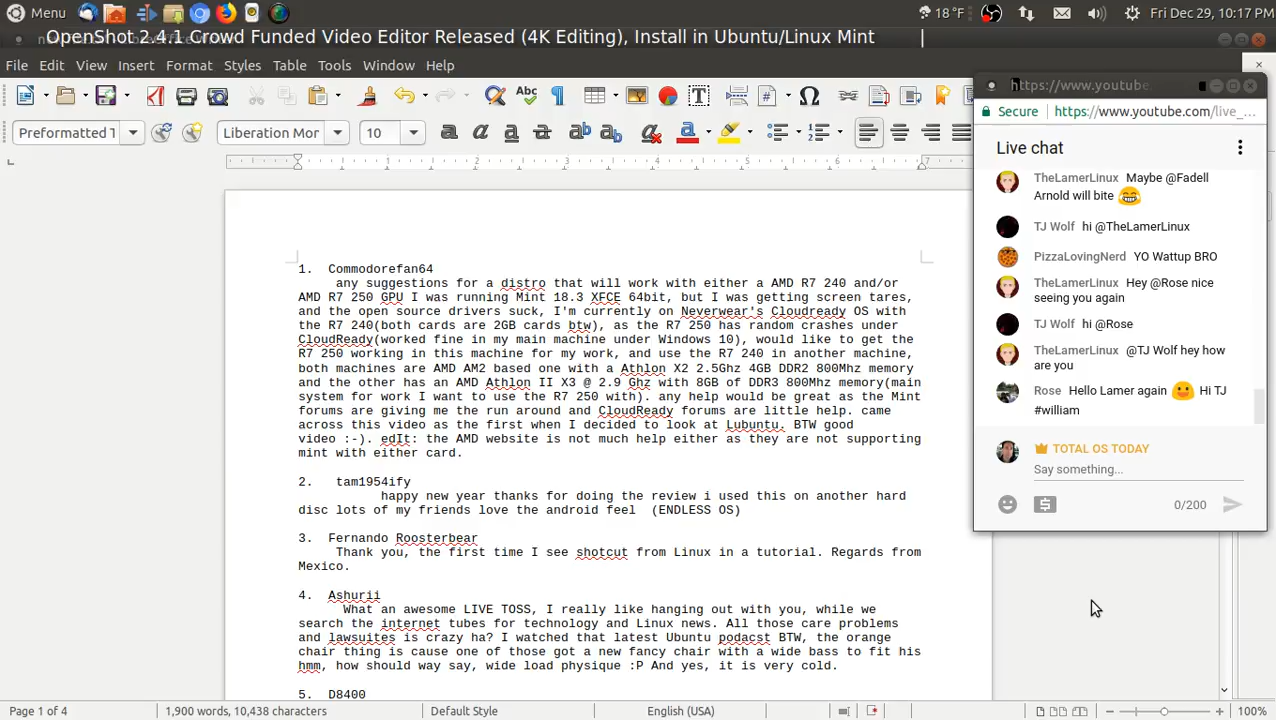 Menu
18 °F
Fri Dec 29, 10:17 PM
OpenShot 2.4.1 Crowd Funded Video Editor Released (4K Editing), Install in Ubuntu/Linux Mint |
File Edit View Insert Format Styles Table Tools Window Help
Preformatted T
Liberation Mor
10
1 2 3 4 5 6 7
1. Commodorefan64
any suggestions for a distro that will work with either a AMD R7 240 and/or
AMD R7 250 GPU I was running Mint 18.3 XFCE 64bit, but I was getting screen tares,
and the open source drivers suck, I'm currently on Neverwear's Cloudready OS with
the R7 240(both cards are 2GB cards btw), as the R7 250 has random crashes under
CloudReady(worked fine in my main machine under Windows 10), would like to get the
R7 250 working in this machine for my work, and use the R7 240 in another machine,
both machines are AMD AM2 based one with a Athlon X2 2.5Ghz 4GB DDR2 800Mhz memory
and the other has an AMD Athlon II X3 @ 2.9 Ghz with 8GB of DDR3 800Mhz memory(main
system for work I want to use the R7 250 with). any help would be great as the Mint
forums are giving me the run around and CloudReady forums are little help. came
across this video as the first when I decided to look at Lubuntu. BTW good
video :-). edIt: the AMD website is not much help either as they are not supporting
mint with either card.
2. tam1954ify
happy new year thanks for doing the review i used this on another hard
disc lots of my friends love the android feel (ENDLESS OS)
3. Fernando Roosterbear
Thank you, the first time I see shotcut from Linux in a tutorial. Regards from
Mexico.
4. Ashurii
What an awesome LIVE TOSS, I really like hanging out with you, while we
search the internet tubes for technology and Linux news. All those care problems
and lawsuites is crazy ha? I watched that latest Ubuntu podacst BTW, the orange
chair thing is cause one of those got a new fancy chair with a wide bass to fit his
hmm, how should way say, wide load physique :P And yes, it is very cold.
5. D8400
https://www.youtube.
Secure https://www.youtube.com/live_...
Live chat
TheLamerLinux Maybe @Fadell
Arnold will bite
TJ Wolf hi @TheLamerLinux
PizzaLovingNerd YO Wattup BRO
TheLamerLinux Hey @Rose nice
seeing you again
TJ Wolf hi @Rose
TheLamerLinux @TJ Wolf hey how
are you
Rose Hello Lamer again Hi TJ
#william
TOTAL OS TODAY
Say something...
0/200
Page 1 of 4
1,900 words, 10,438 characters
Default Style
English (USA)
100%